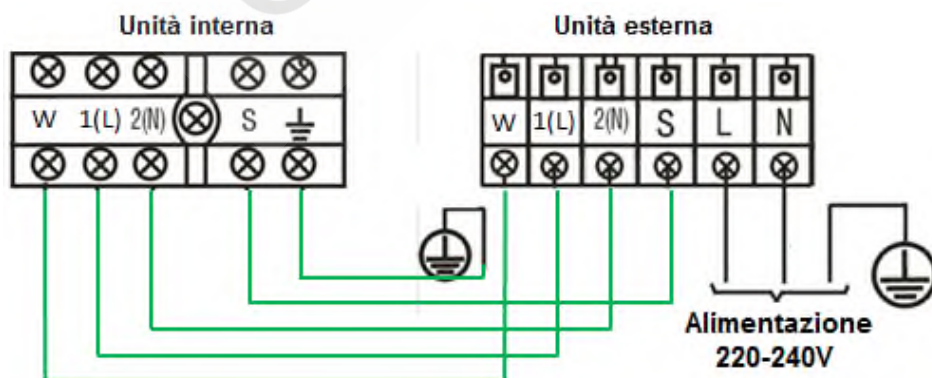 Unità interna
Unità esterna
W 1(L) 2(N) S
W 1(L) 2(N) S L N
Alimentazione
220-240V